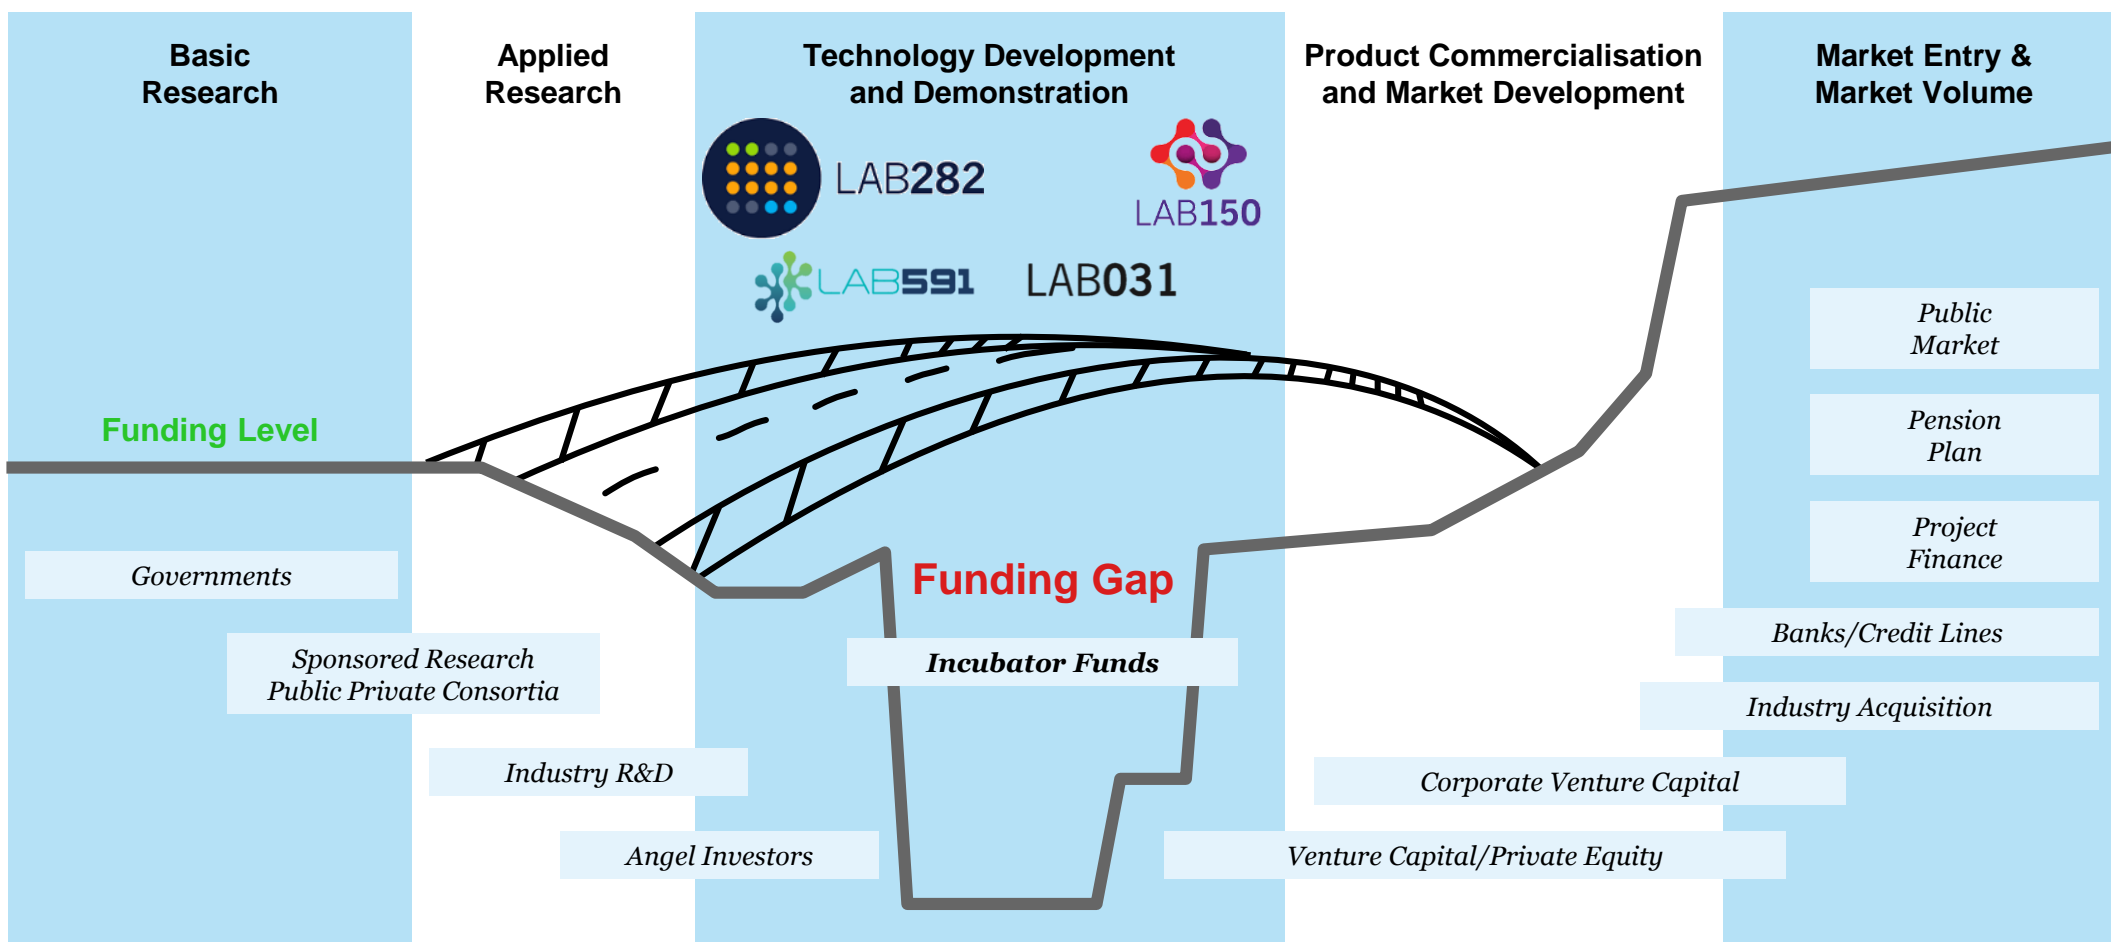 Basic
Research
Applied
Research
Technology Development
and Demonstration
Product Commercialisation
and Market Development
Market Entry &
Market Volume
LAB282
LAB150
LAB591
LAB031
Funding Level
Funding Gap
Governments
Sponsored Research
Public Private Consortia
Industry R&D
Angel Investors
Incubator Funds
Venture Capital/Private Equity
Corporate Venture Capital
Industry Acquisition
Banks/Credit Lines
Project
Finance
Pension
Plan
Public
Market